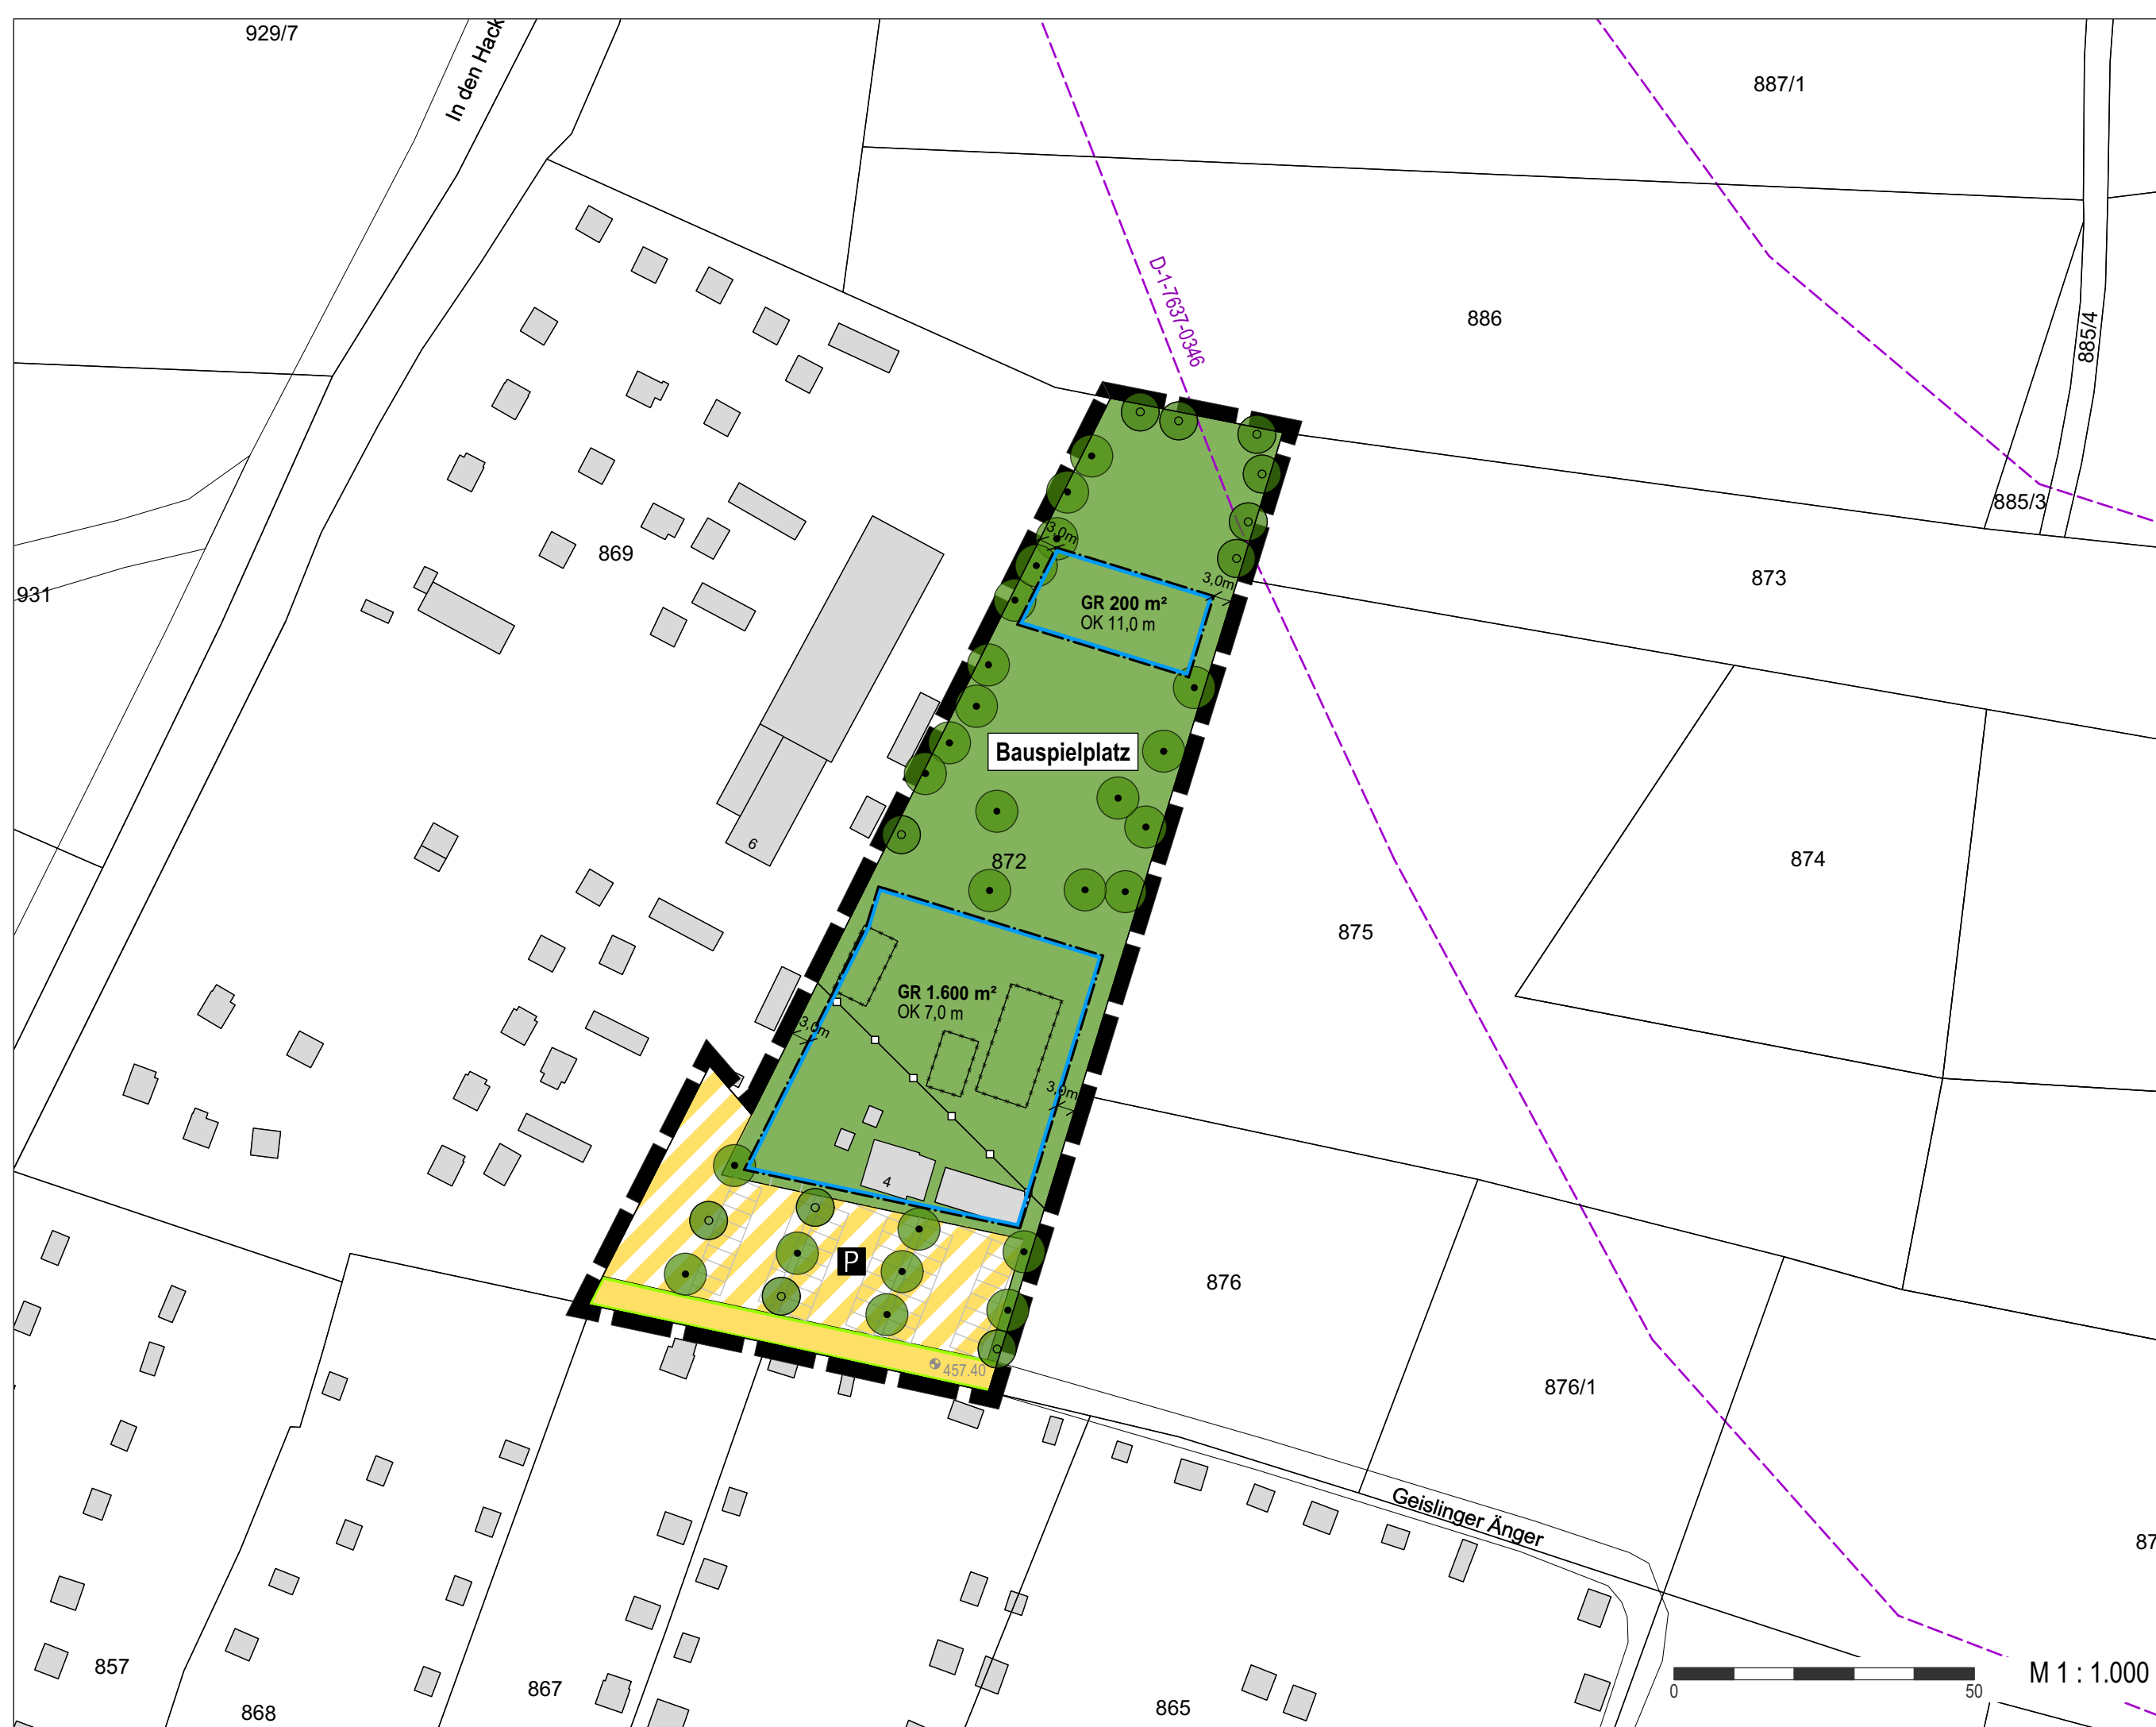 929/7
In den Hack
887/1
D-1-7637-0346
886
885/4
885/3
869
931
873
3,0m
3,0m
GR 200 m²
OK 11,0 m
Bauspielplatz
6
872
874
875
GR 1.600 m²
OK 7,0 m
3,0m
3,0m
4
P
876
457.40
876/1
Geislinger Änger
87
857
868
867
865
M 1 : 1.000
0 50